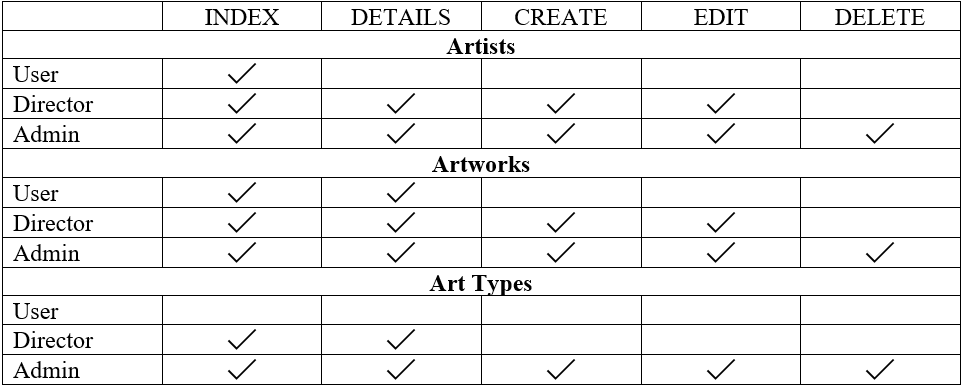 INDEX DETAILS CREATE EDIT DELETE
Artists
User ✓
Director ✓ ✓ ✓ ✓
Admin ✓ ✓ ✓ ✓ ✓
Artworks
User ✓ ✓
Director ✓ ✓ ✓ ✓
Admin ✓ ✓ ✓ ✓ ✓
Art Types
User
Director ✓ ✓
Admin ✓ ✓ ✓ ✓ ✓